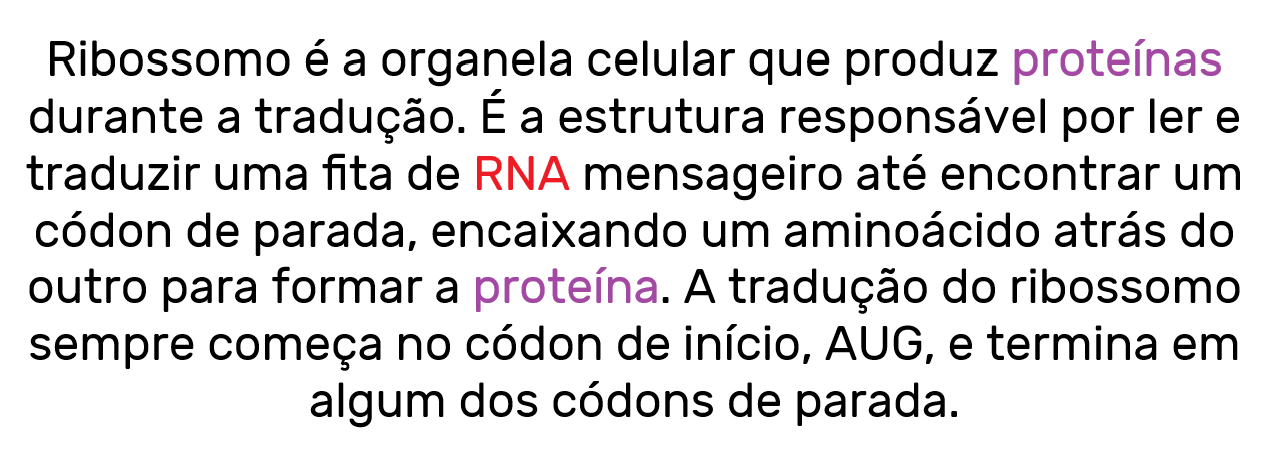 Ribossomo é a organela celular que produz proteínas
durante a tradução. É a estrutura responsável por ler e
traduzir uma fita de RNA mensageiro até encontrar um
códon de parada, encaixando um aminoácido atrás do
outro para formar a proteína. A tradução do ribossomo
sempre começa no códon de início, AUG, e termina em
algum dos códons de parada.